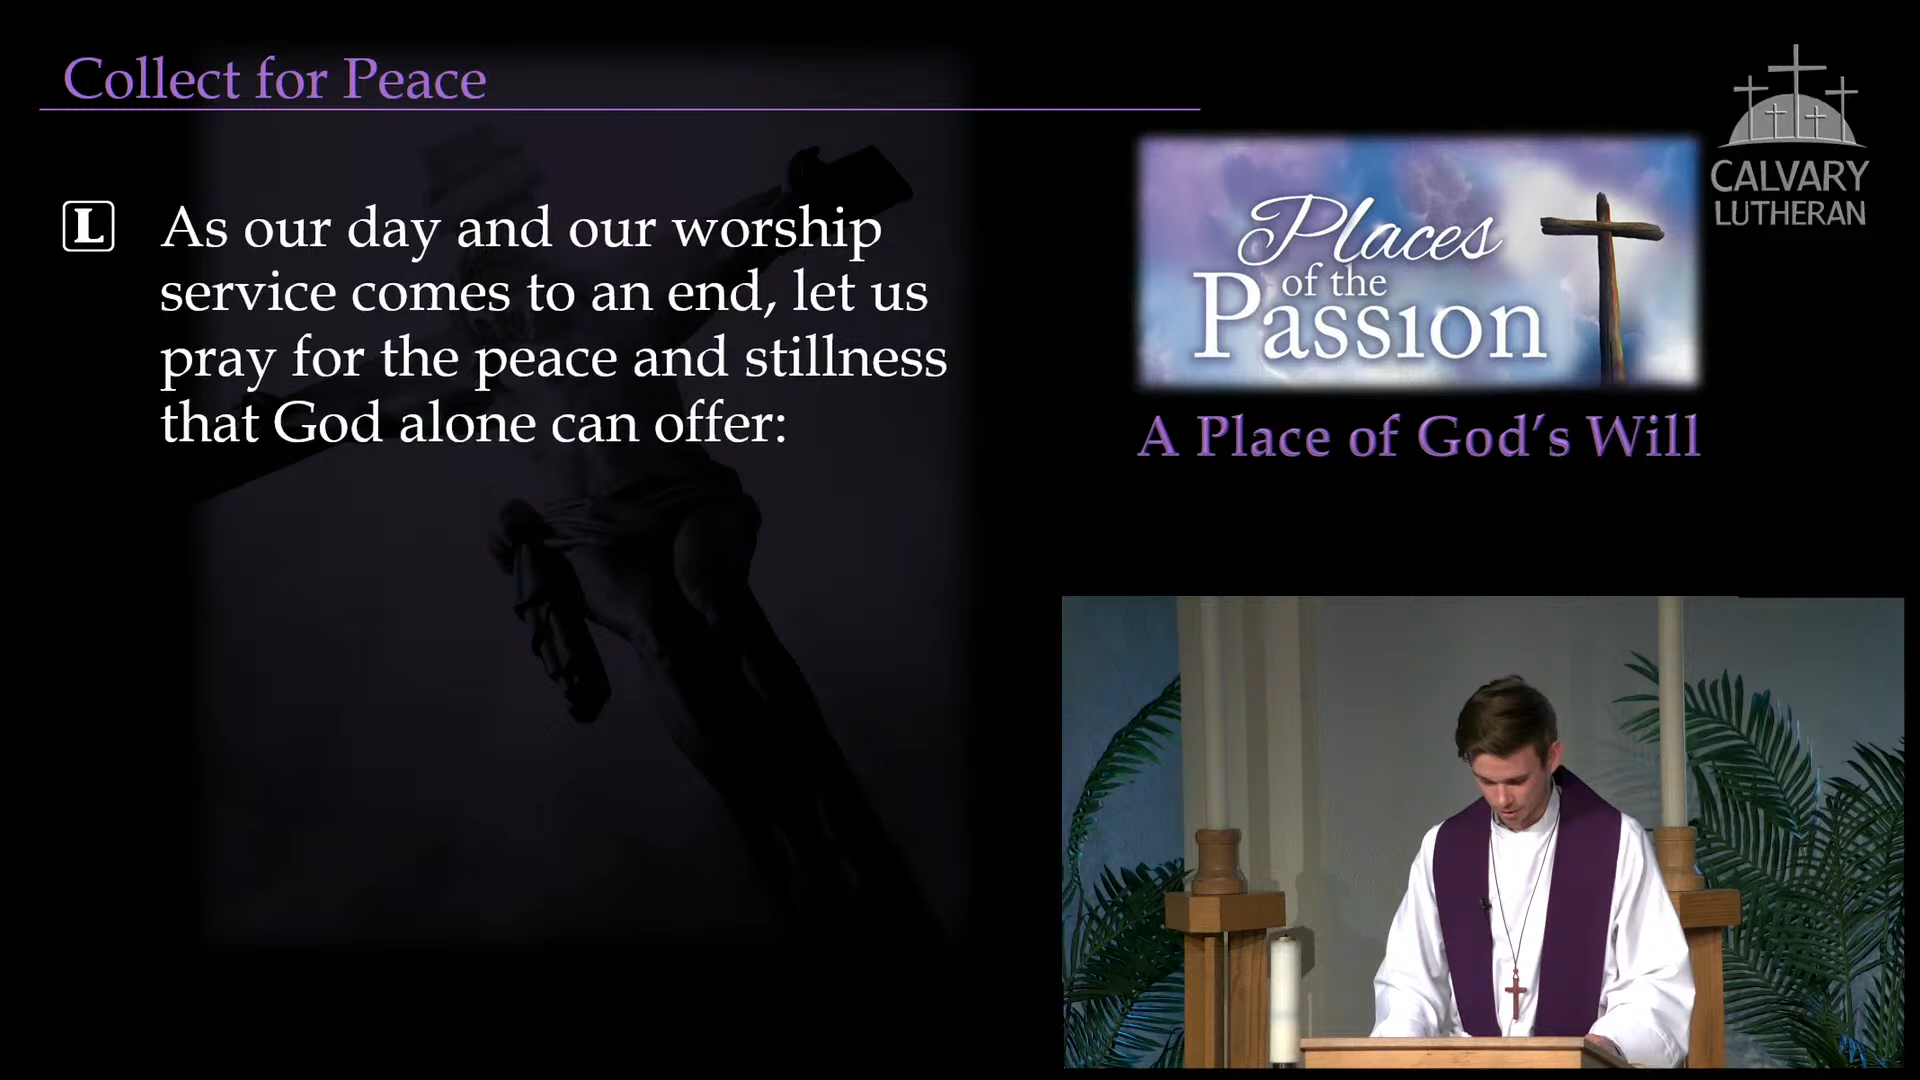 Collect for Peace
L As our day and our worship
service comes to an end, let us
pray for the peace and stillness
that God alone can offer:
Places
of the
Passion
A Place of God's Will
CALVARY
LUTHERAN